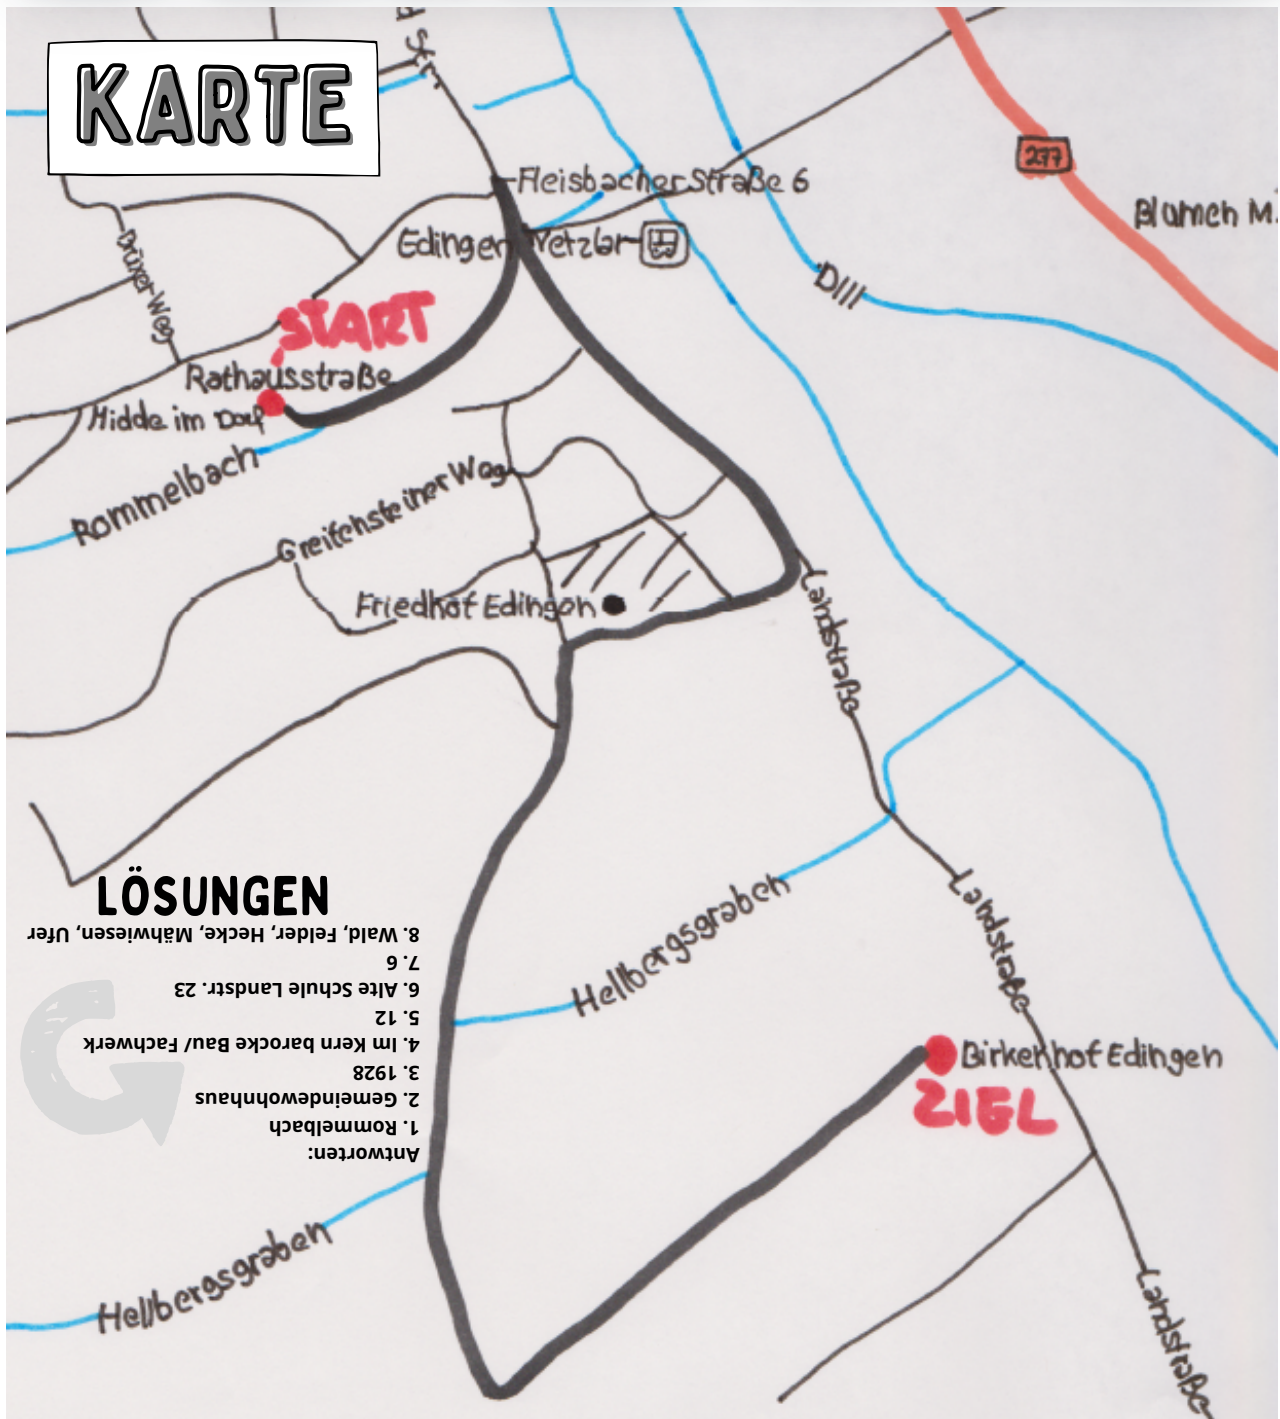 KARTE
d Str.
Fleisbacher Straße 6
Edingen Wetzlar
277
Blumen M.
Dill
Drüxer Weg
START
Rathausstraße
Midde im Dorf
Rommelbach
Greifensteiner Weg
Friedhof Edingen
Landstraße
Hellbergsgraben
Landstraße
Birkenhof Edingen
ZIEL
LÖSUNGEN
Antworten:
1. Rommelbach
2. Gemeindewohnhaus
3. 1928
4. Im Kern barocke Bau/ Fachwerk
5. 12
6. Alte Schule Landstr. 23
7. 6
8. Wald, Felder, Hecke, Mähwiesen, Ufer
Hellbergsgraben
Landstraße